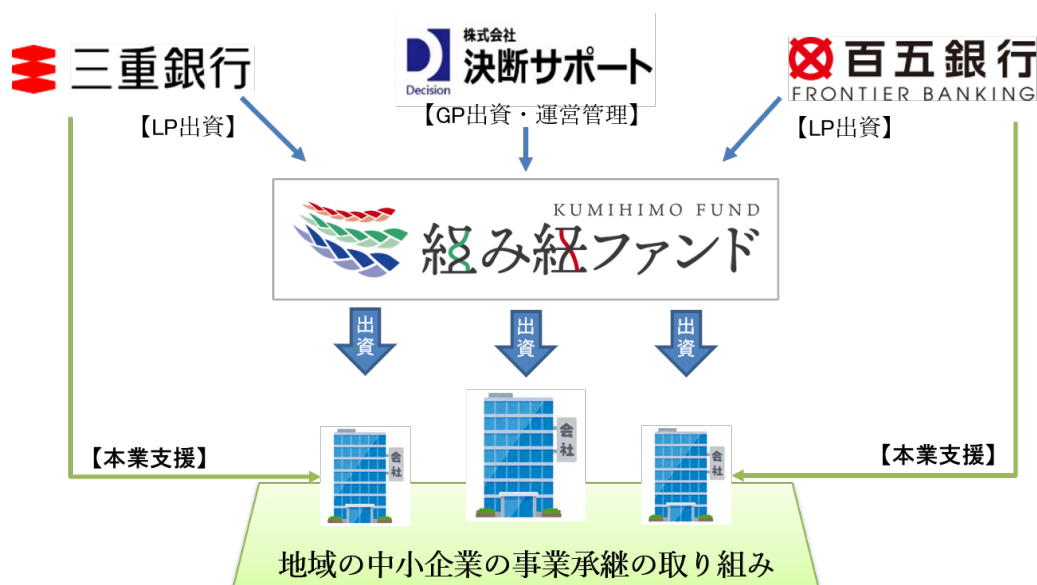 三重銀行
株式会社
決断サポート
Decision
百五銀行
FRONTIER BANKING
【LP出資】
【GP出資・運営管理】
【LP出資】
KUMIHIMO FUND
組み紐ファンド
出資
出資
出資
会社
会社
会社
【本業支援】
【本業支援】
地域の中小企業の事業承継の取り組み